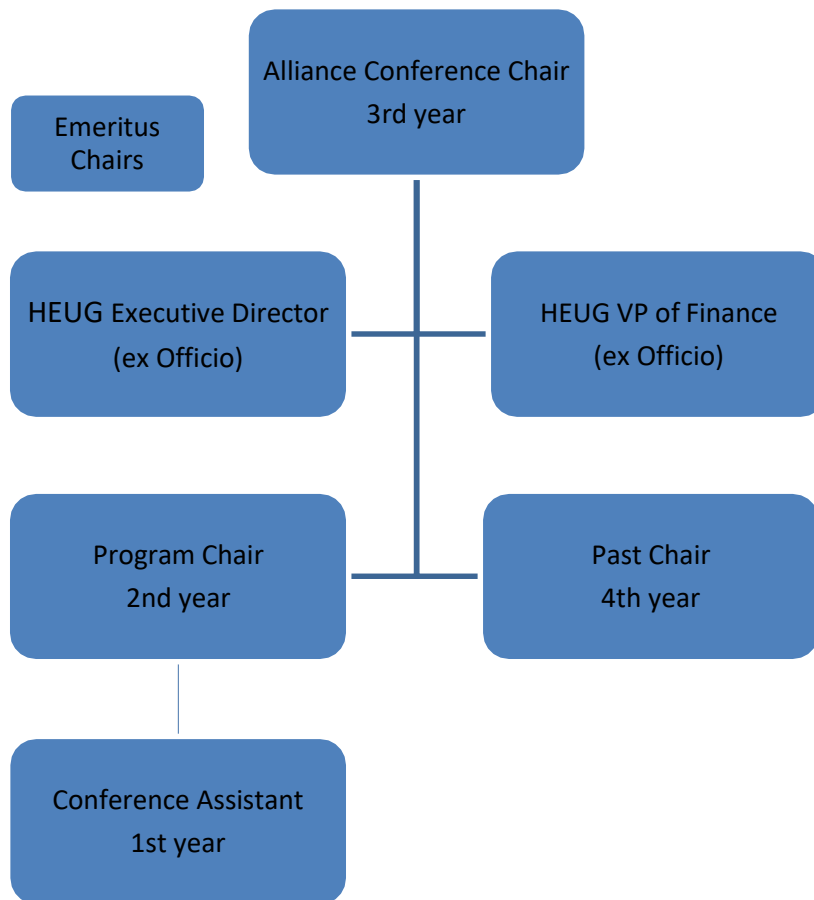 Alliance Conference Chair
3rd year
Emeritus
Chairs
HEUG Executive Director
(ex Officio)
HEUG VP of Finance
(ex Officio)
Program Chair
2nd year
Past Chair
4th year
Conference Assistant
1st year